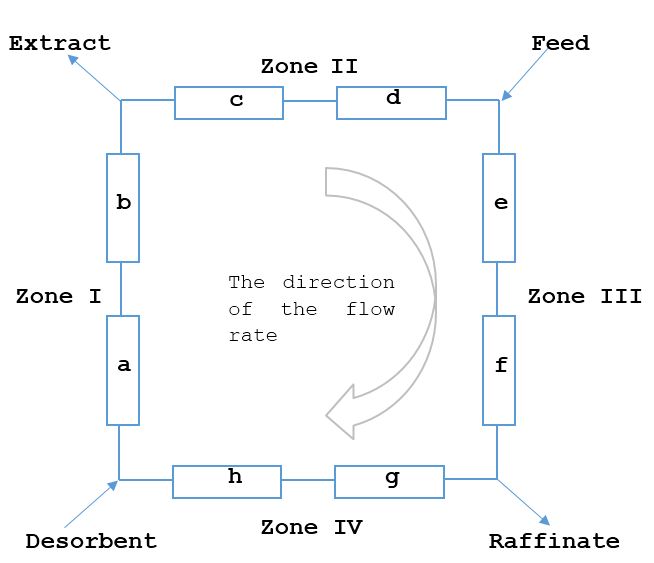 Extract
Feed
Zone II
c
d
b
e
The direction
of the flow
rate
Zone I
Zone III
a
f
h
g
Zone IV
Desorbent
Raffinate